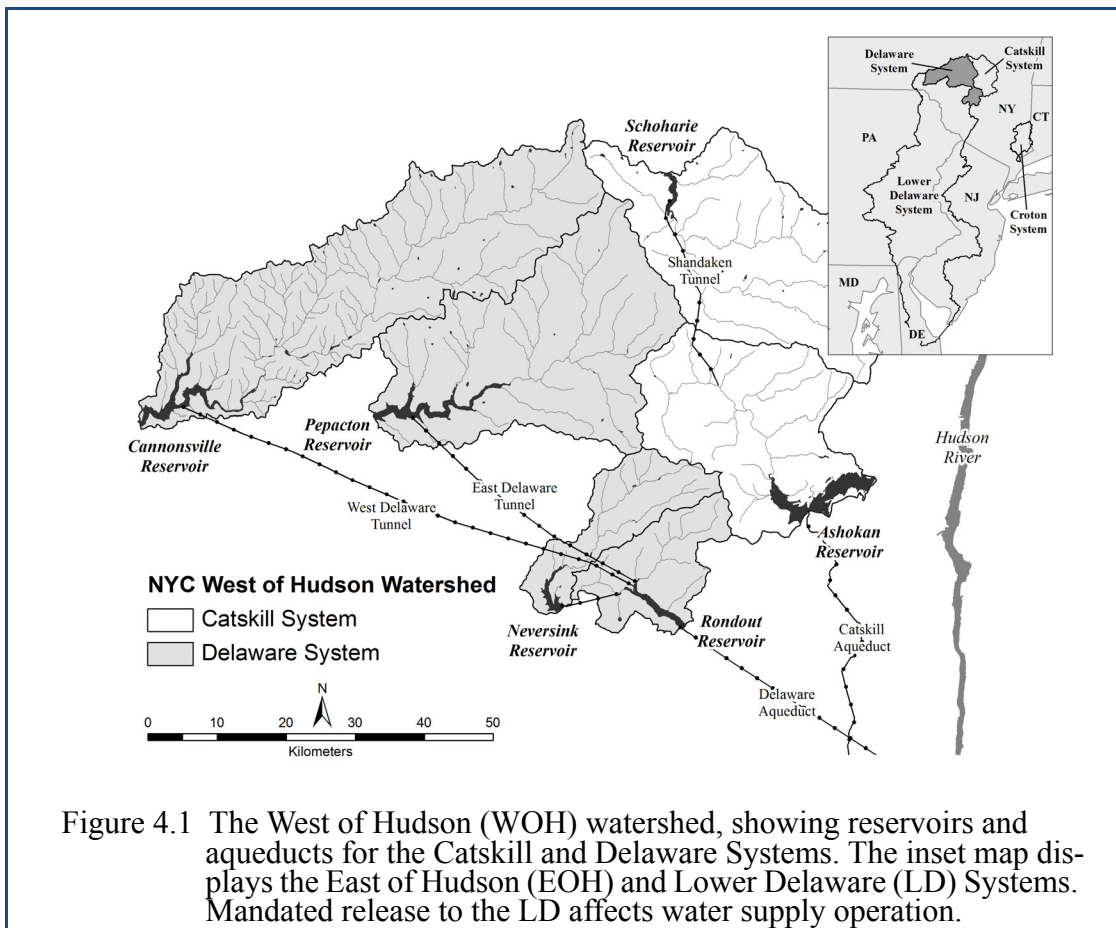 Delaware
System
Catskill
System
NY
CT
PA
Lower
Delaware
System
NJ
Croton
System
MD
DE
Schoharie
Reservoir
Shandaken
Tunnel
Cannonsville
Reservoir
Pepacton
Reservoir
East Delaware
Tunnel
West Delaware
Tunnel
Hudson
River
Ashokan
Reservoir
Neversink
Reservoir
Rondout
Reservoir
Catskill
Aqueduct
Delaware
Aqueduct
NYC West of Hudson Watershed
Catskill System
Delaware System
N
0 10 20 30 40 50
Kilometers
Figure 4.1 The West of Hudson (WOH) watershed, showing reservoirs and
aqueducts for the Catskill and Delaware Systems. The inset map dis-
plays the East of Hudson (EOH) and Lower Delaware (LD) Systems.
Mandated release to the LD affects water supply operation.